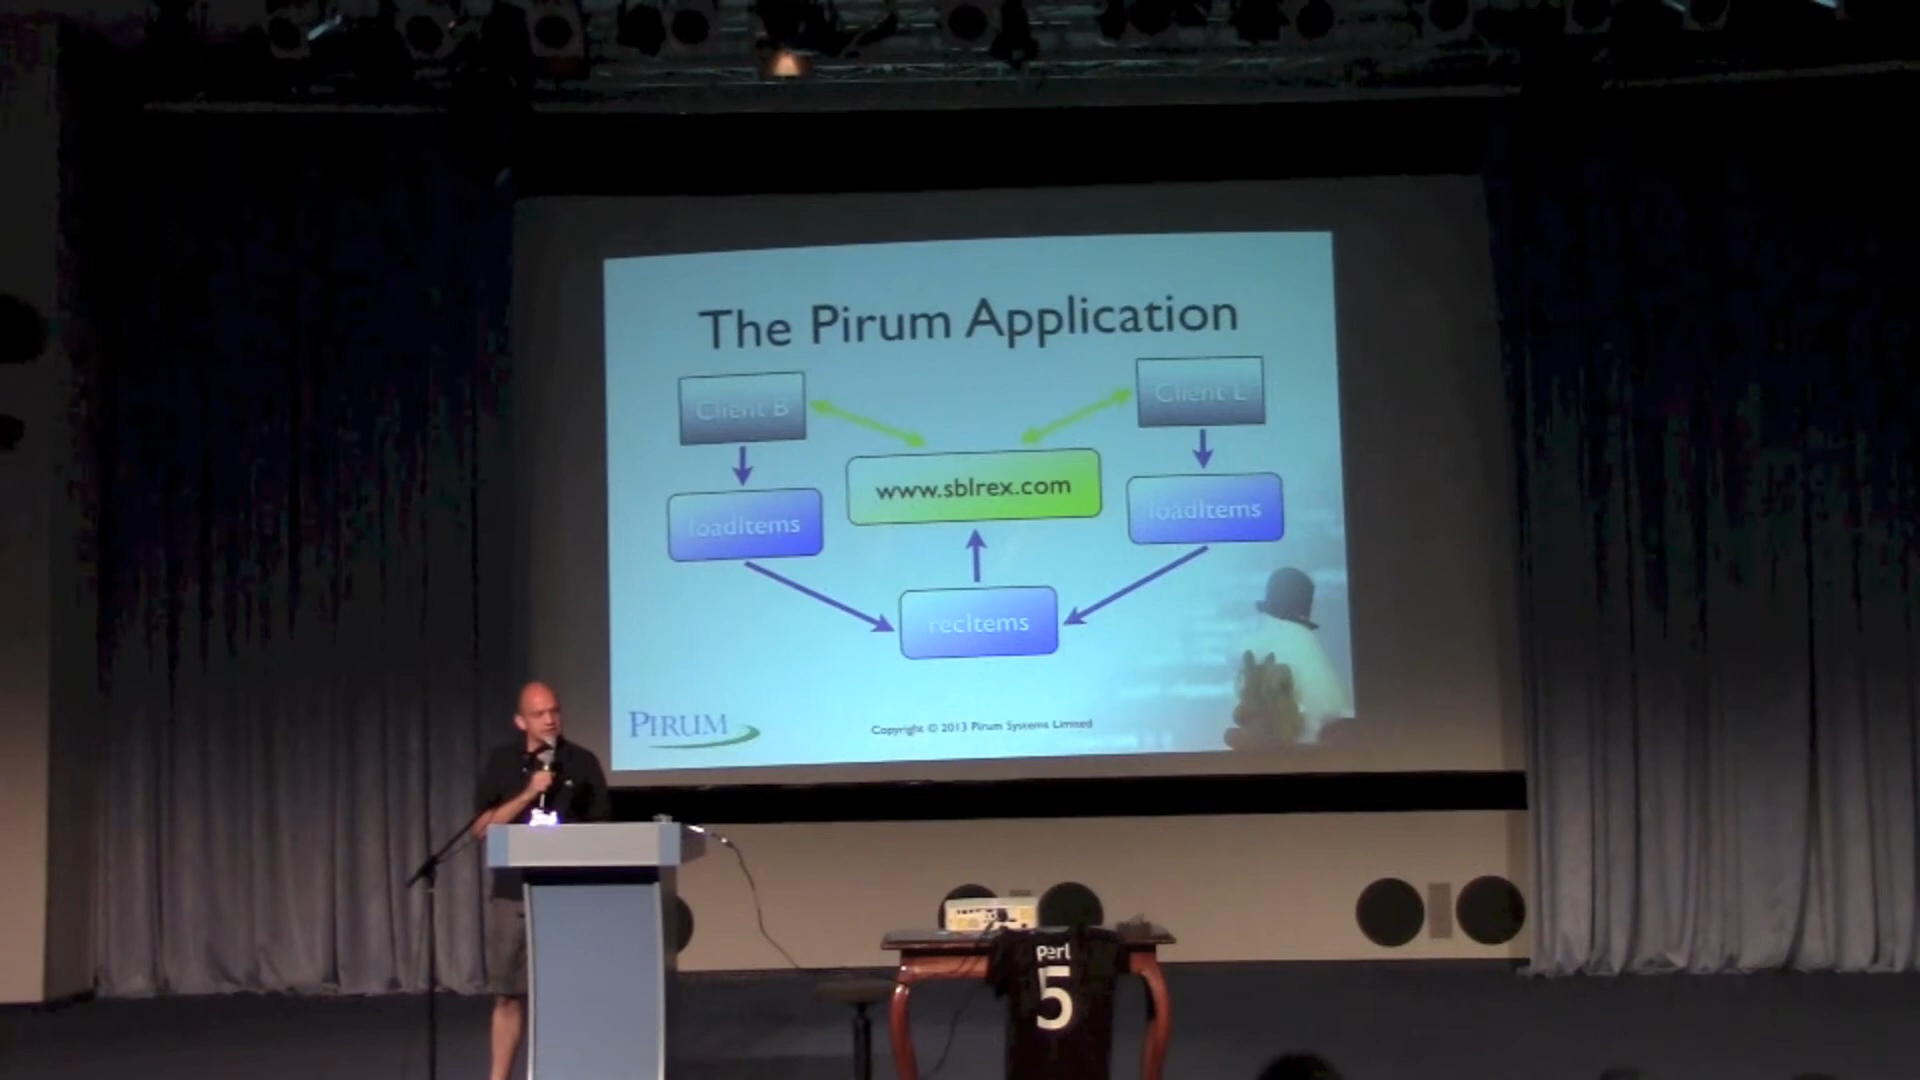 The Pirum Application
Client B
Client L
www.sblrex.com
loadItems
loadItems
recItems
PIRUM
Copyright © 2013 Pirum Systems Limited
perl
5